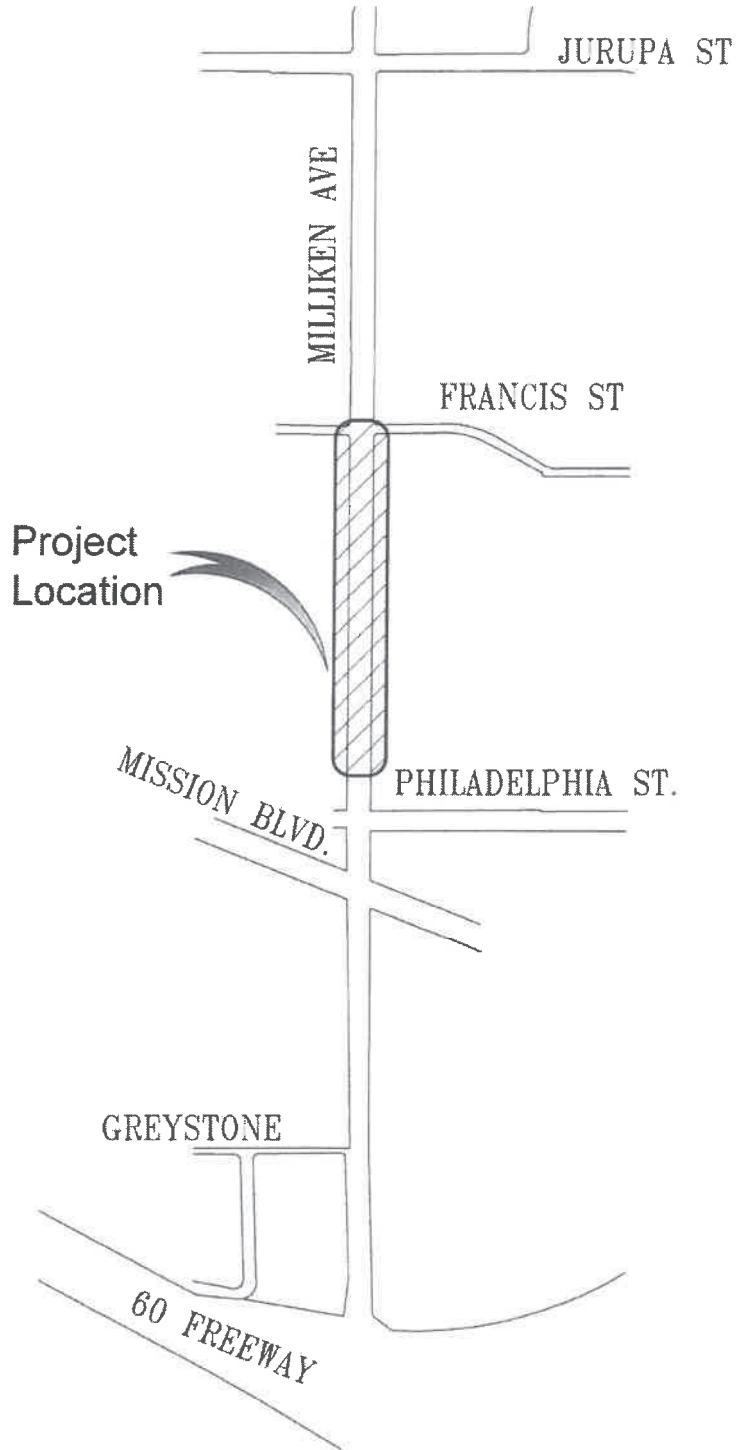 JURUPA ST
MILLIKEN AVE
FRANCIS ST
Project
Location
MISSION BLVD.
PHILADELPHIA ST.
GREYSTONE
60 FREEWAY